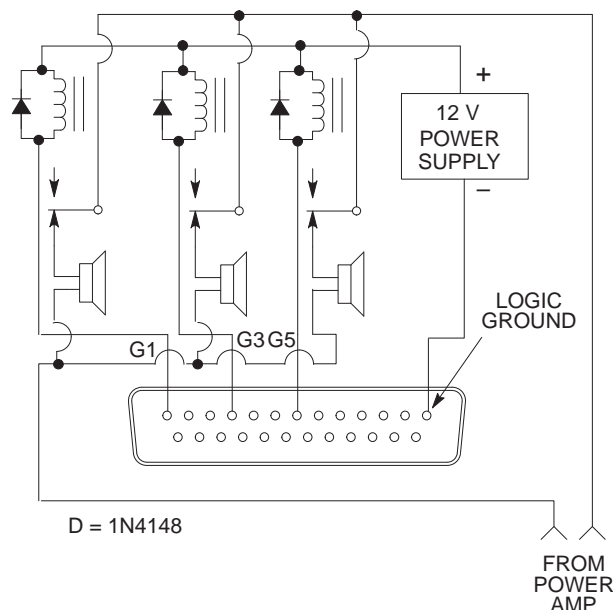 +
12 V
POWER
SUPPLY
–
LOGIC
GROUND
G1
G3 G5
D = 1N4148
FROM
POWER
AMP